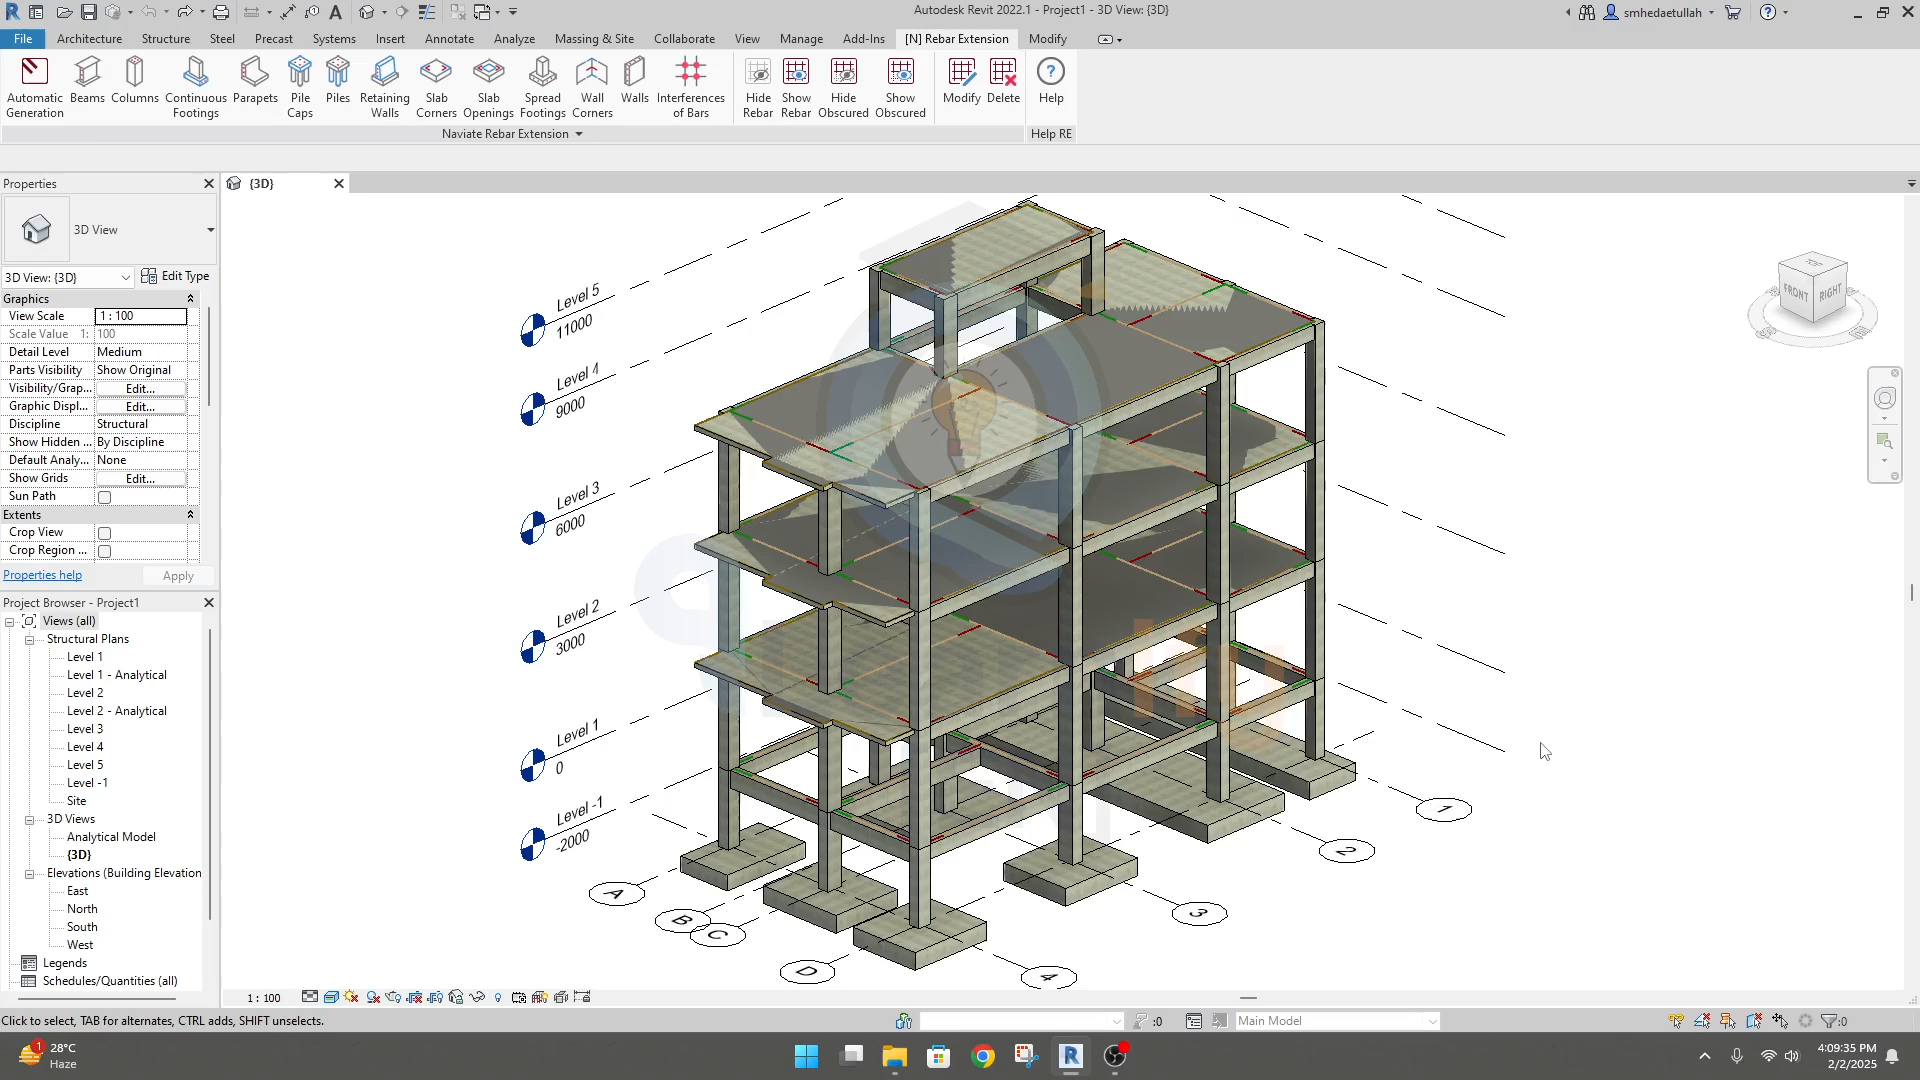 Autodesk Revit 2022.1 - Project1 - 3D View: {3D}
smhedaetullah
File
Architecture
Structure
Steel
Precast
Systems
Insert
Annotate
Analyze
Massing & Site
Collaborate
View
Manage
Add-Ins
[N] Rebar Extension
Modify
Automatic Generation
Beams
Columns
Continuous Footings
Parapets
Pile Caps
Piles
Retaining Walls
Slab Corners
Slab Openings
Spread Footings
Wall Corners
Walls
Interferences of Bars
Hide Rebar
Show Rebar
Hide Obscured
Show Obscured
Modify
Delete
Help
Naviate Rebar Extension
Help RE
Properties
{3D}
3D View
3D View: {3D}
Edit Type
Graphics
View Scale 1 : 100
Scale Value 1: 100
Detail Level Medium
Parts Visibility Show Original
Visibility/Grap... Edit...
Graphic Displ... Edit...
Discipline Structural
Show Hidden ... By Discipline
Default Analy... None
Show Grids Edit...
Sun Path
Extents
Crop View
Crop Region ...
Properties help
Apply
Project Browser - Project1
Views (all)
Structural Plans
Level 1
Level 1 - Analytical
Level 2
Level 2 - Analytical
Level 3
Level 4
Level 5
Level -1
Site
3D Views
Analytical Model
{3D}
Elevations (Building Elevation
East
North
South
West
Legends
Schedules/Quantities (all)
Level 5
11000
Level 4
9000
Level 3
6000
Level 2
3000
Level 1
0
Level -1
-2000
A
B
C
D
1
2
3
4
TOP
FRONT
RIGHT
1 : 100
Click to select, TAB for alternates, CTRL adds, SHIFT unselects.
:0
Main Model
:0
1
28°C
Haze
4:09:35 PM
2/2/2025